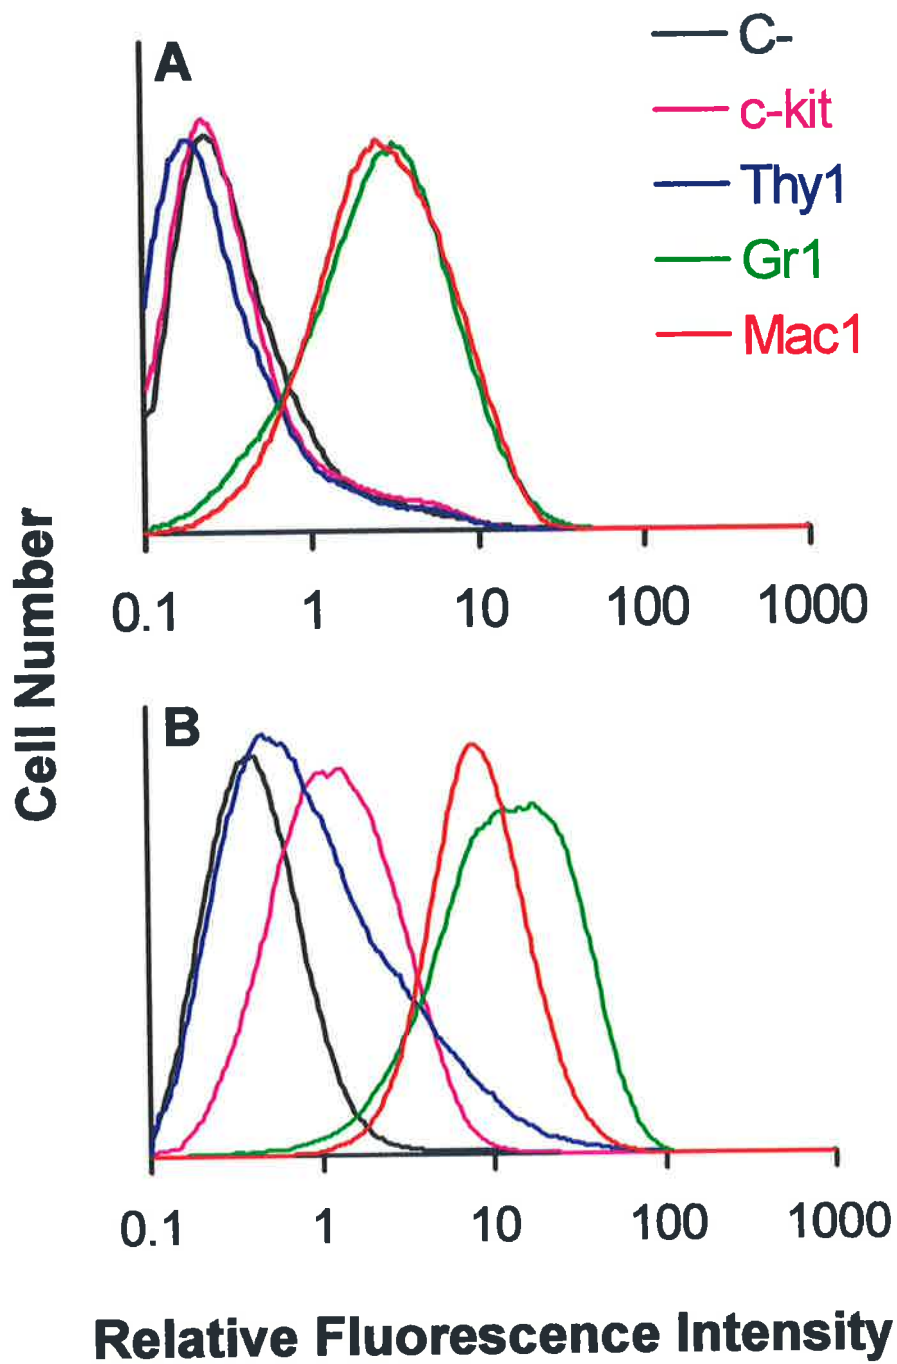 A
C-
c-kit
Thy1
Gr1
Mac1
0.1 1 10 100 1000
Cell Number
B
0.1 1 10 100 1000
Relative Fluorescence Intensity